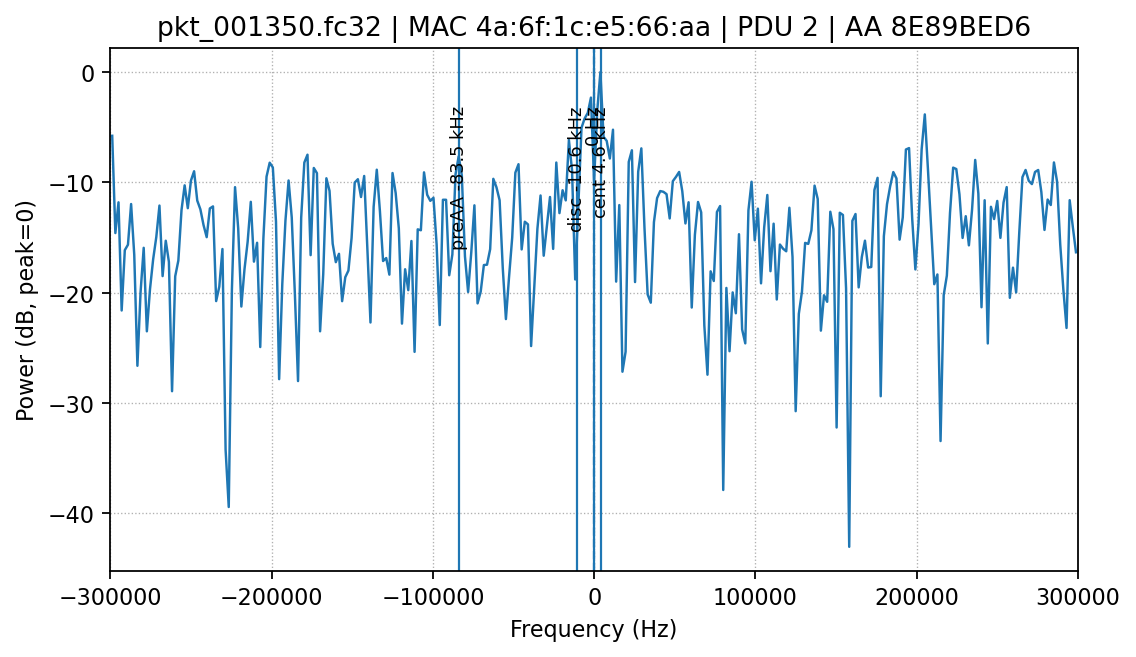 pkt_001350.fc32 | MAC 4a:6f:1c:e5:66:aa | PDU 2 | AA 8E89BED6
Power (dB, peak=0)
0
−10
−20
−30
−40
preAA -83.5 kHz
disc -10.6 kHz
0 Hz
cent 4.6 kHz
−300000
−200000
−100000
0
100000
200000
300000
Frequency (Hz)